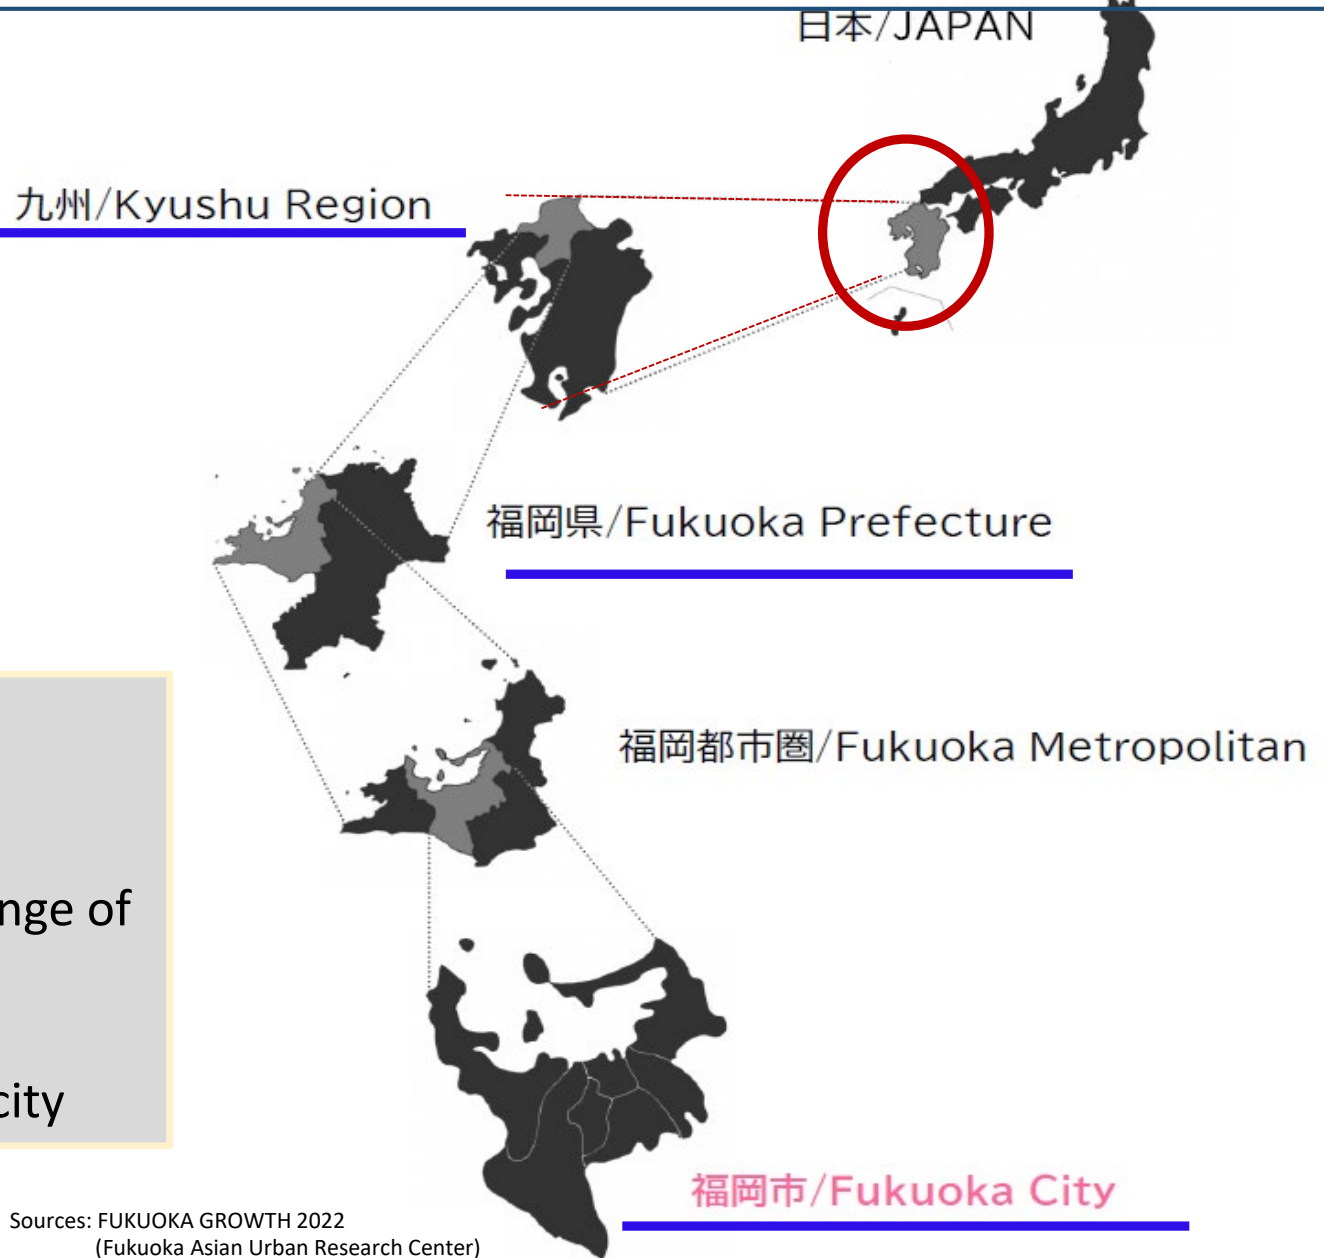 日本/JAPAN
九州/Kyushu Region
福岡県/Fukuoka Prefecture
福岡都市圏/Fukuoka Metropolitan
nge of
city
福岡市/Fukuoka City
Sources: FUKUOKA GROWTH 2022
(Fukuoka Asian Urban Research Center)